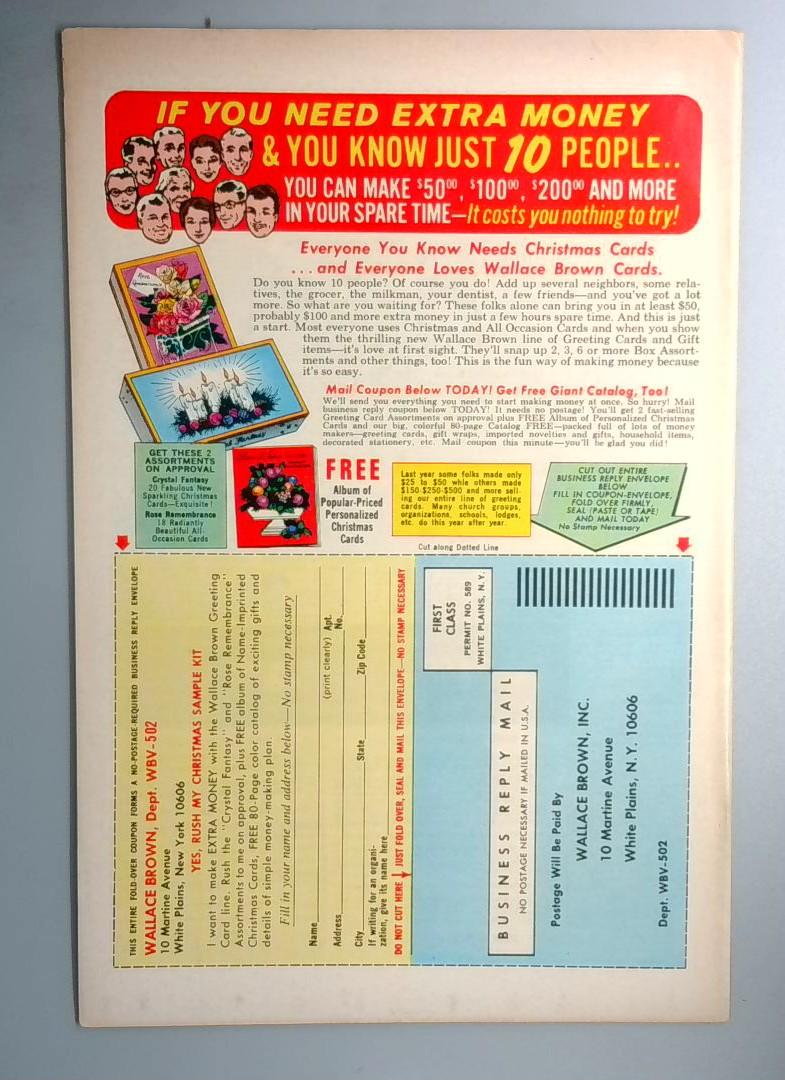 IF YOU NEED EXTRA MONEY
& YOU KNOW JUST 10 PEOPLE..
YOU CAN MAKE $50⁰⁰, $100⁰⁰, $200⁰⁰ AND MORE
IN YOUR SPARE TIME—It costs you nothing to try!
Everyone You Know Needs Christmas Cards
...and Everyone Loves Wallace Brown Cards.
Do you know 10 people? Of course you do! Add up several neighbors, some rela-
tives, the grocer, the milkman, your dentist, a few friends—and you've got a lot
more. So what are you waiting for? These folks alone can bring you in at least $50,
probably $100 and more extra money in just a few hours spare time. And this is just
a start. Most everyone uses Christmas and All Occasion Cards and when you show
them the thrilling new Wallace Brown line of Greeting Cards and Gift
items—it's love at first sight. They'll snap up 2, 3, 6 or more Box Assort-
ments and other things, too! This is the fun way of making money because
it's so easy.
Mail Coupon Below TODAY! Get Free Giant Catalog, Too!
We'll send you everything you need to start making money at once. So hurry! Mail
business reply coupon below TODAY! It needs no postage! You'll get 2 fast-selling
Greeting Card Assortments on approval plus FREE Album of Personalized Christmas
Cards and our big, colorful 80-page Catalog FREE—packed full of lots of money
makers—greeting cards, gift wraps, imported novelties and gifts, household items,
decorated stationery, etc. Mail coupon this minute—you'll be glad you did!
GET THESE 2
ASSORTMENTS
ON APPROVAL
Crystal Fantasy
20 Fabulous New
Sparkling Christmas
Cards—Exquisite!
Rose Remembrance
18 Radiantly
Beautiful All-
Occasion Cards
FREE
Album of
Popular-Priced
Personalized
Christmas
Cards
Last year some folks made only
$25 to $50 while others made
$150-$250-$500 and more sell-
ing our entire line of greeting
cards. Many church groups,
organizations, schools, lodges,
etc. do this year after year.
CUT OUT ENTIRE
BUSINESS REPLY ENVELOPE
BELOW
FILL IN COUPON-ENVELOPE,
FOLD OVER FIRMLY,
SEAL (PASTE OR TAPE)
AND MAIL TODAY
No Stamp Necessary
Cut along Dotted Line
THIS ENTIRE FOLD-OVER COUPON FORMS A NO-POSTAGE-REQUIRED BUSINESS REPLY ENVELOPE
WALLACE BROWN, Dept. WBV-502
10 Martine Avenue
White Plains, New York 10606
YES, RUSH MY CHRISTMAS SAMPLE KIT
I want to make EXTRA MONEY with the Wallace Brown Greeting
Card line. Rush the "Crystal Fantasy" and "Rose Remembrance"
Assortments to me on approval, plus FREE album of Name-Imprinted
Christmas Cards, FREE 80-Page color catalog of exciting gifts and
details of simple money-making plan.
Fill in your name and address below—No stamp necessary
Name
(print clearly)
Address
Apt. No.
City
State
Zip Code
If writing for an organi-
zation, give its name here
DO NOT CUT HERE JUST FOLD OVER, SEAL AND MAIL THIS ENVELOPE—NO STAMP NECESSARY
FIRST CLASS
PERMIT NO. 589
WHITE PLAINS, N.Y.
BUSINESS REPLY MAIL
NO POSTAGE NECESSARY IF MAILED IN U.S.A.
Postage Will Be Paid By
WALLACE BROWN, INC.
10 Martine Avenue
White Plains, N. Y. 10606
Dept. WBV-502